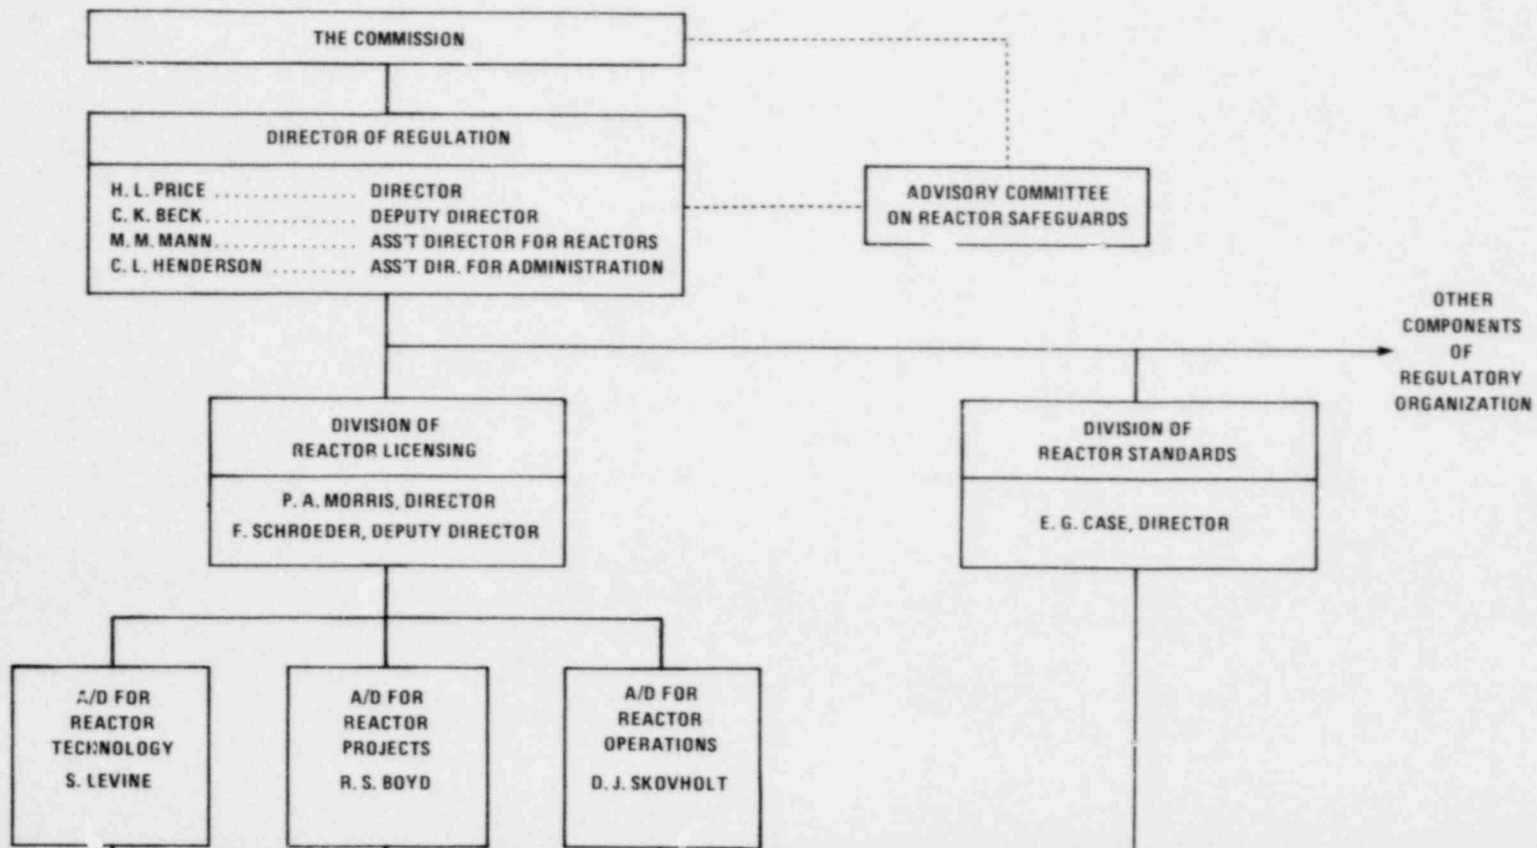 THE COMMISSION
DIRECTOR OF REGULATION
H. L. PRICE ............. DIRECTOR
C. K. BECK............... DEPUTY DIRECTOR
M. M. MANN.............. ASS'T DIRECTOR FOR REACTORS
C. L. HENDERSON ......... ASS'T DIR. FOR ADMINISTRATION
ADVISORY COMMITTEE
ON REACTOR SAFEGUARDS
OTHER
COMPONENTS
OF
REGULATORY
ORGANIZATION
DIVISION OF
REACTOR LICENSING
P. A. MORRIS, DIRECTOR
F. SCHROEDER, DEPUTY DIRECTOR
DIVISION OF
REACTOR STANDARDS
E. G. CASE, DIRECTOR
A/D FOR
REACTOR
TECHNOLOGY
S. LEVINE
A/D FOR
REACTOR
PROJECTS
R. S. BOYD
A/D FOR
REACTOR
OPERATIONS
D. J. SKOVHOLT